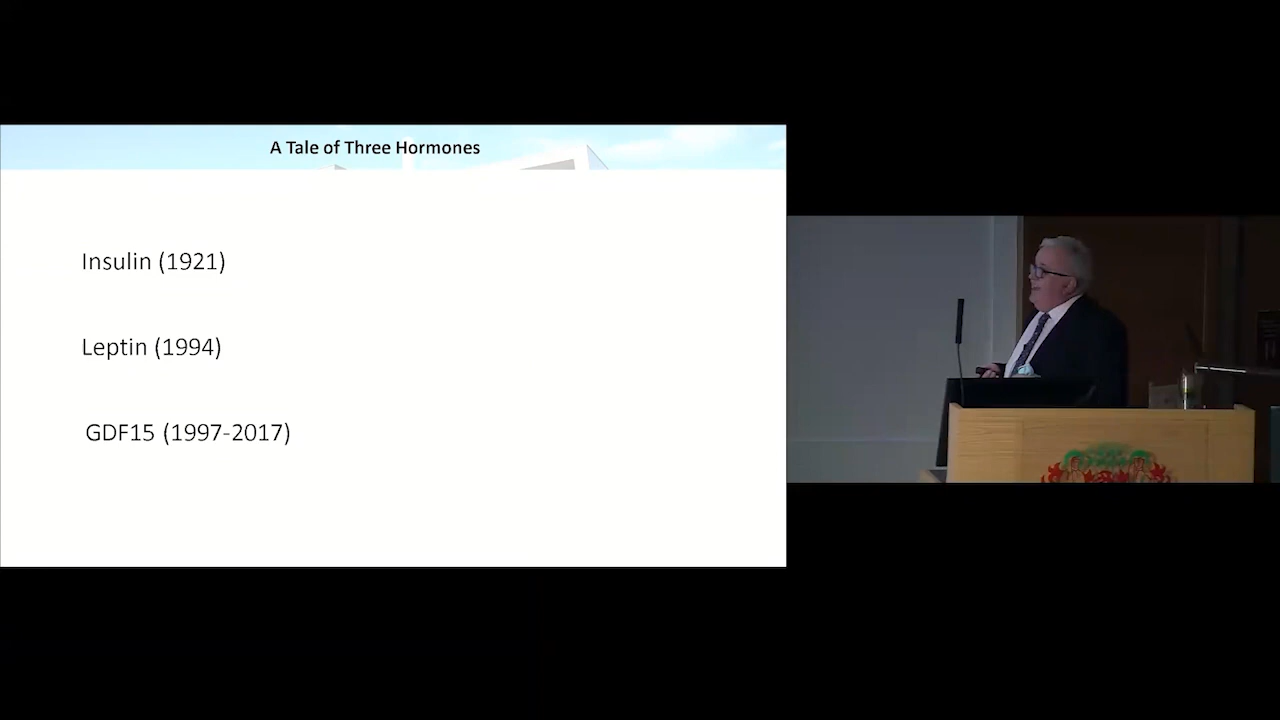 A Tale of Three Hormones
Insulin (1921)
Leptin (1994)
GDF15 (1997-2017)